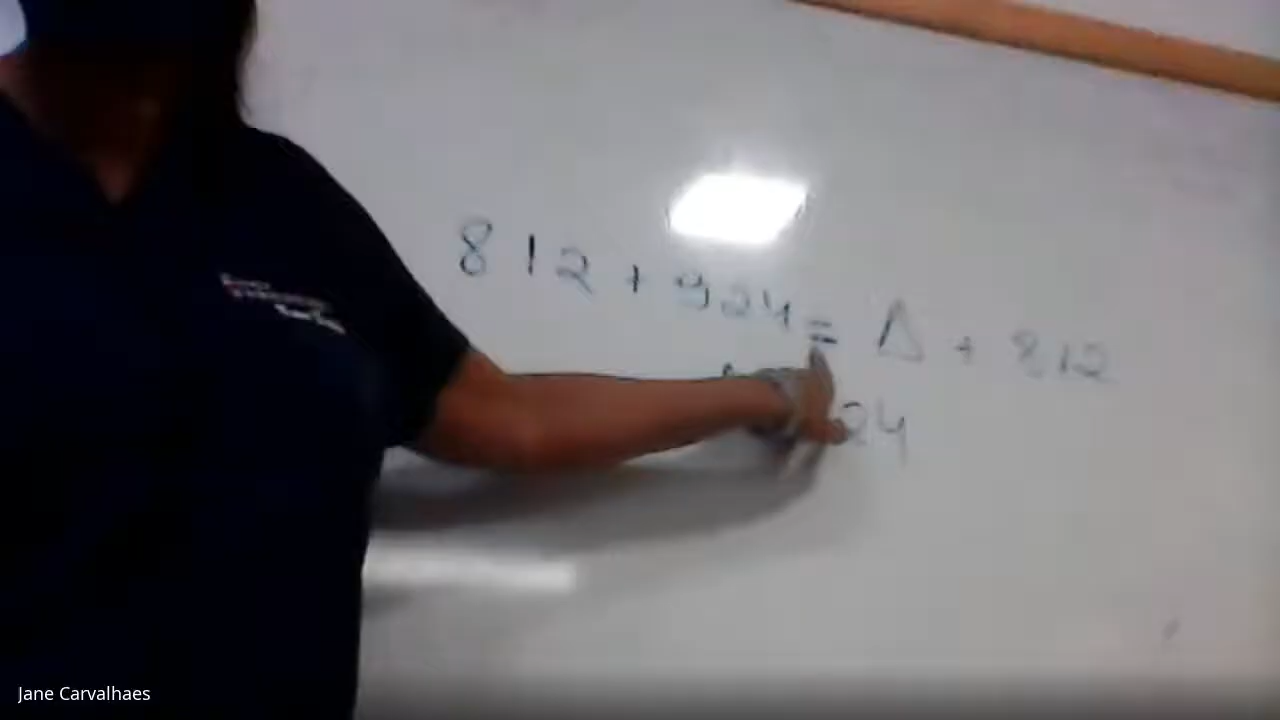 812 + 924 = Δ + 812
24
Jane Carvalhaes